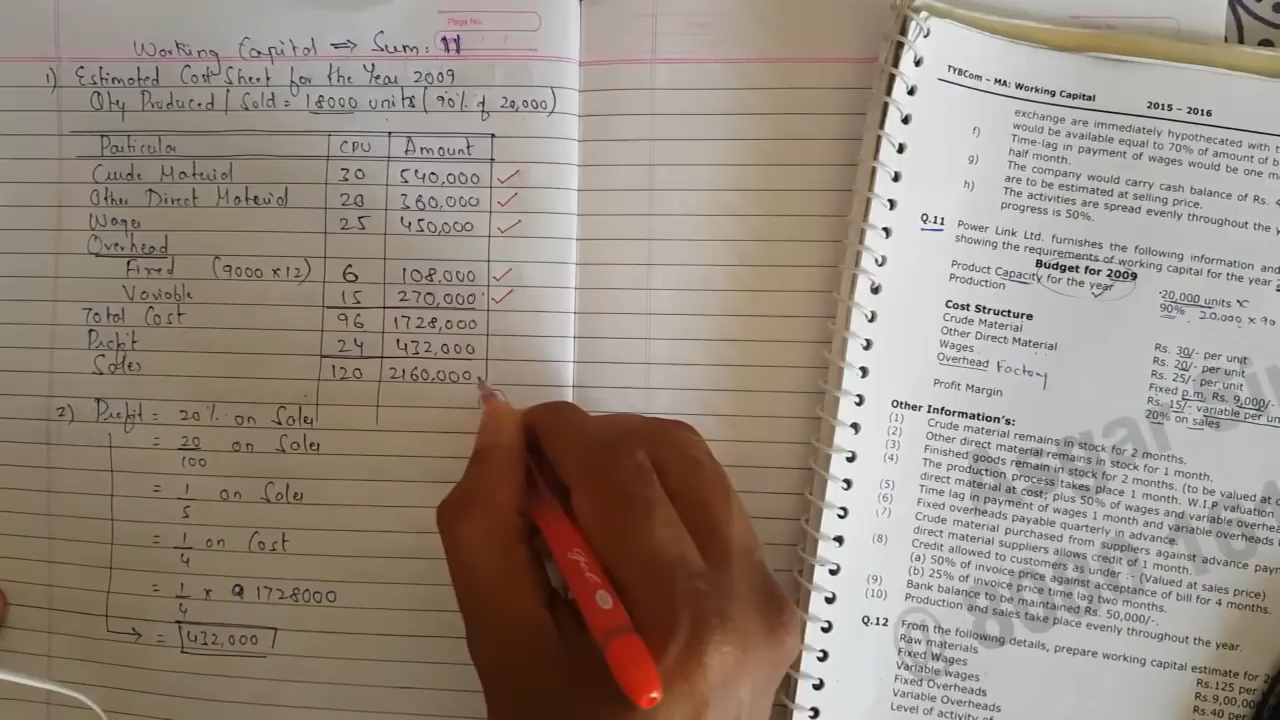 Page No.
Working Capital ⇒ Sum: 11
1) Estimated Cost Sheet for the Year 2009
Qty Produced / Sold = 18000 units (90% of 20,000)
Particular CPU Amount
Crude Material 30 540,000
Other Direct Material 20 360,000
Wages 25 450,000
Overhead
Fixed (9000 x 12) 6 108,000
Variable 15 270,000
Total Cost 96 1728,000
Profit 24 432,000
Sales 120 2160,000
2) Profit = 20% on Sales
= 20/100 on Sales
= 1/5 on Sales
= 1/4 on Cost
= 1/4 x 1728000
= 432,000
TYBCom – MA: Working Capital 2015 – 2016
exchange are immediately hypothecated with
would be available equal to 70% of amount of
f) Time-lag in payment of wages would be one
half month.
g) The company would carry cash balance of Rs.
are to be estimated at selling price.
h) The activities are spread evenly throughout the
progress is 50%.
Q.11 Power Link Ltd. furnishes the following information and
showing the requirements of working capital for the year
Budget for 2009
Product Capacity for the year 20,000 units
Production 90% 20,000 x 90
Cost Structure
Crude Material Rs. 30/- per unit
Other Direct Material Rs. 20/- per unit
Wages Rs. 25/- per unit
Overhead Factory Fixed p.m. Rs. 9,000/-
Rs. 15/- variable per
Profit Margin 20% on sales
Other Information's:
(1) Crude material remains in stock for 2 months.
(2) Other direct material remains in stock for 1 month.
(3) Finished goods remain in stock for 2 months. (to be valued at
(4) The production process takes place 1 month. W.I.P valuation
direct material at cost; plus 50% of wages and variable
(5) Time lag in payment of wages 1 month and variable overheads
(6) Fixed overheads payable quarterly in advance.
(7) Crude material purchased from suppliers against advance
direct material suppliers allows credit of 1 month.
(8) Credit allowed to customers as under :- (Valued at sales price)
(a) 50% of invoice price against acceptance of bill for 4 months.
(b) 25% of invoice price time lag two months.
(9) Bank balance to be maintained Rs. 50,000/-.
(10) Production and sales take place evenly throughout the year.
Q.12 From the following details, prepare working capital estimate for
Raw materials Rs.125 per
Fixed Wages Rs.9,00,00
Variable wages Rs.40 per
Fixed Overheads
Variable Overheads
Level of activity